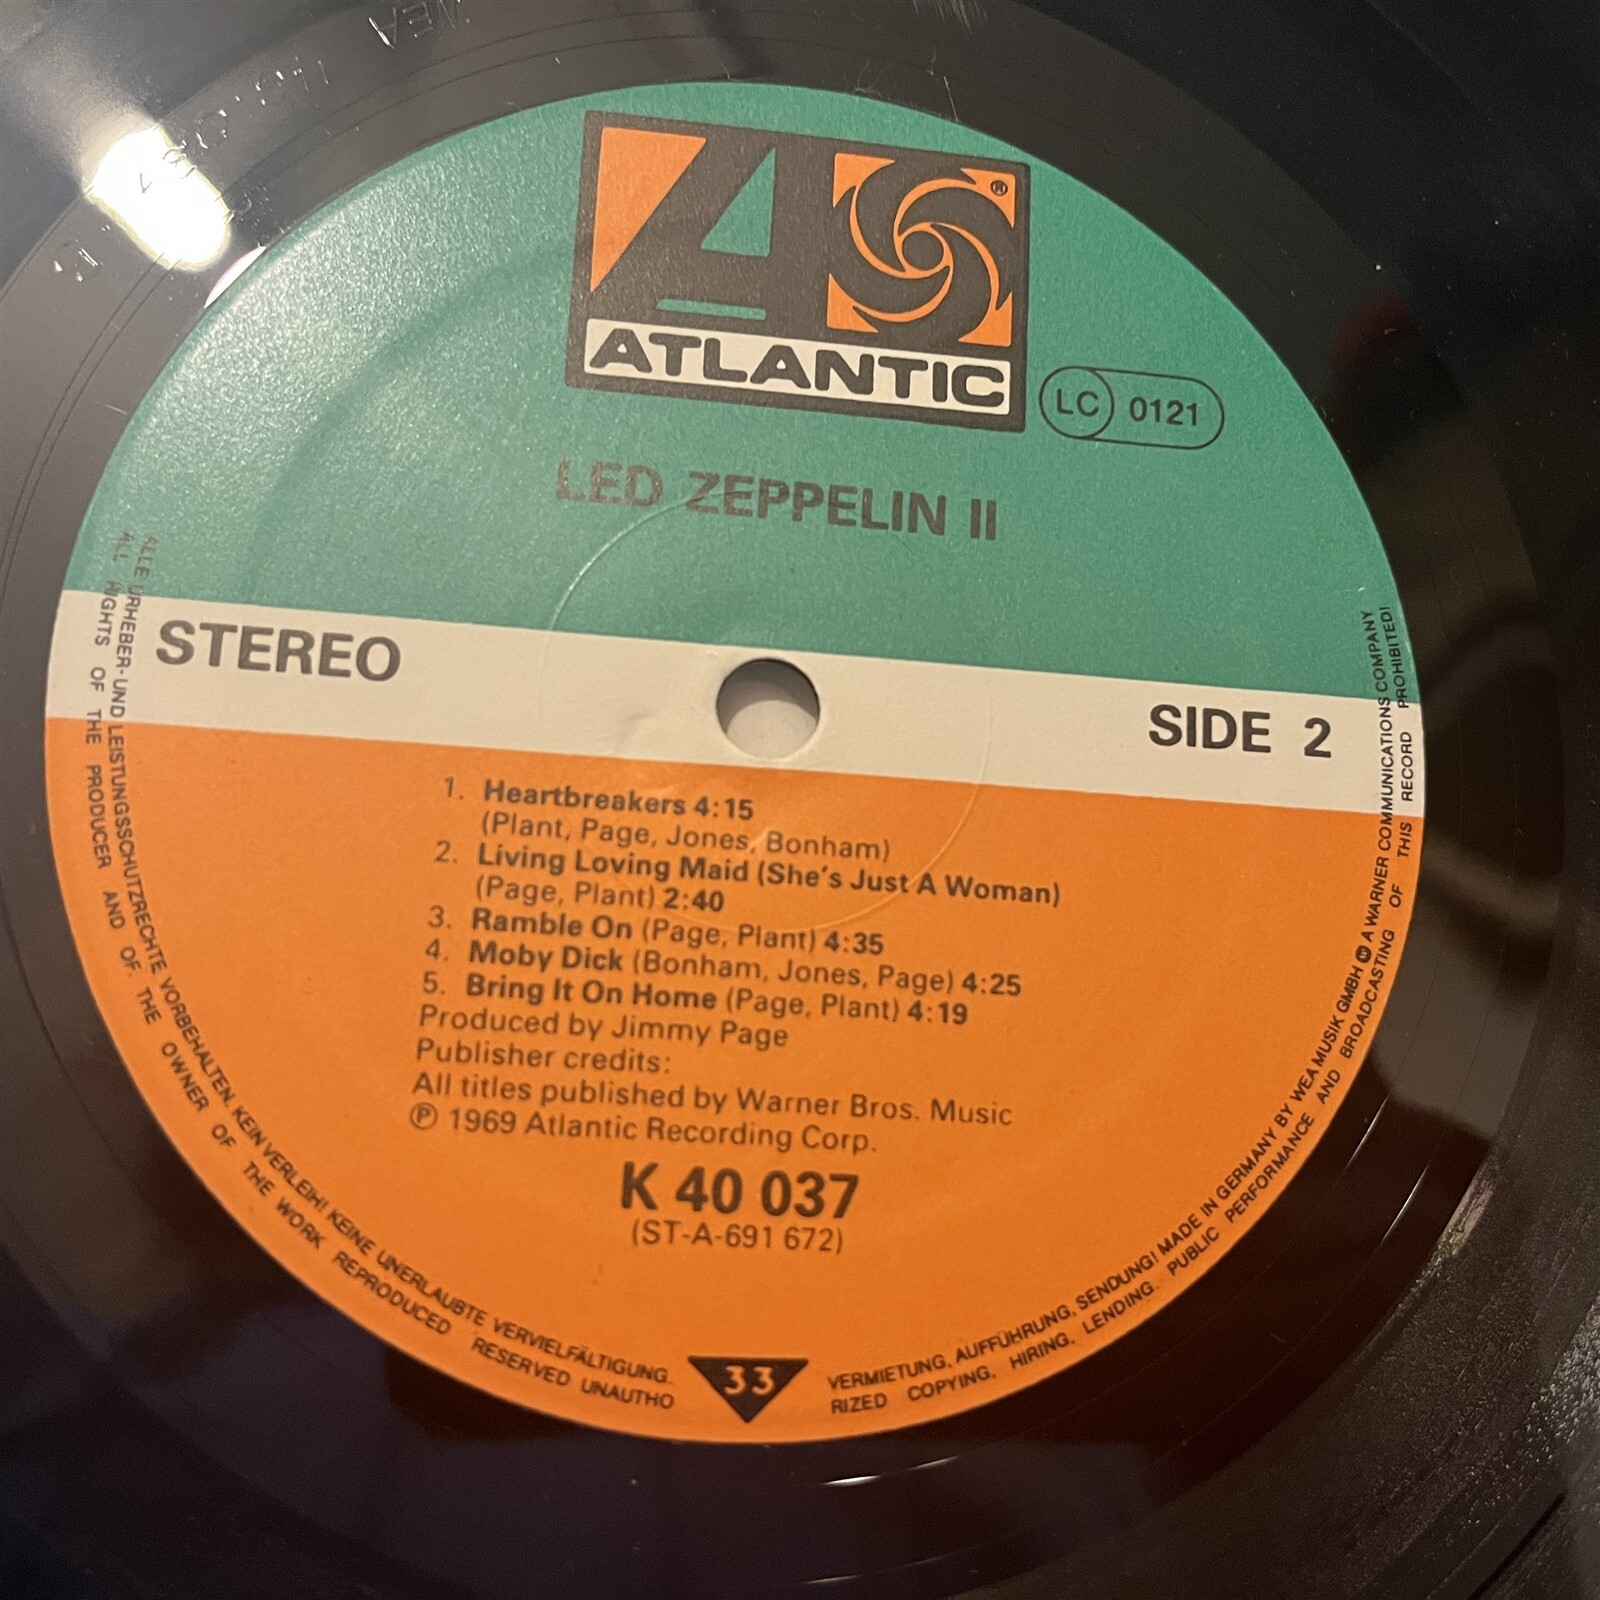 WEA
ATLANTIC
®
LC 0121
LED ZEPPELIN II
STEREO
SIDE 2
1. Heartbreakers 4:15
(Plant, Page, Jones, Bonham)
2. Living Loving Maid (She's Just A Woman)
(Page, Plant) 2:40
3. Ramble On (Page, Plant) 4:35
4. Moby Dick (Bonham, Jones, Page) 4:25
5. Bring It On Home (Page, Plant) 4:19
Produced by Jimmy Page
Publisher credits:
All titles published by Warner Bros. Music
℗ 1969 Atlantic Recording Corp.
K 40 037
(ST-A-691 672)
33
ALLE URHEBER- UND LEISTUNGSSCHUTZRECHTE VORBEHALTEN. KEIN VERLEIH! KEINE UNERLAUBTE VERVIELFÄLTIGUNG. VERMIETUNG, AUFFÜHRUNG, SENDUNG! MADE IN GERMANY BY WEA MUSIK GMBH A WARNER COMMUNICATIONS COMPANY
ALL RIGHTS OF THE PRODUCER AND OF. THE OWNER OF THE WORK REPRODUCED RESERVED UNAUTHO RIZED COPYING, HIRING, LENDING. PUBLIC PERFORMANCE AND BROADCASTING OF THIS RECORD PROHIBITED!